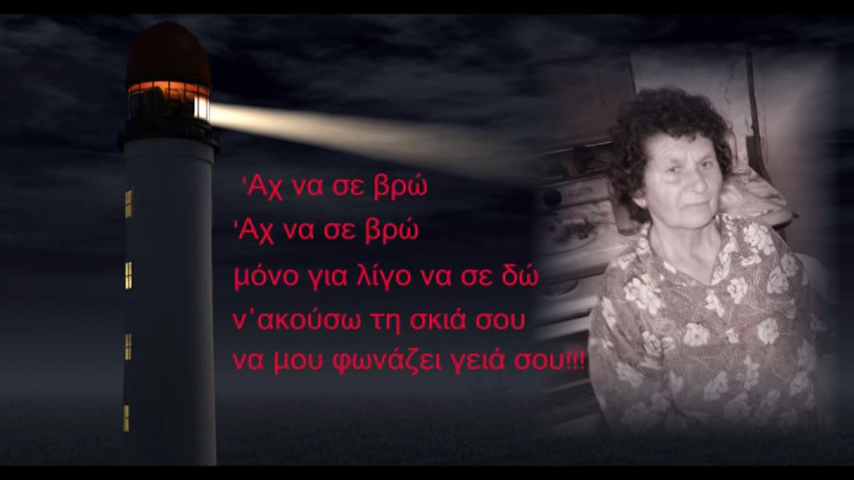 'Αχ να σε βρώ
'Αχ να σε βρώ
μόνο για λίγο να σε δώ
ν΄ακούσω τη σκιά σου
να μου φωνάζει γειά σου!!!